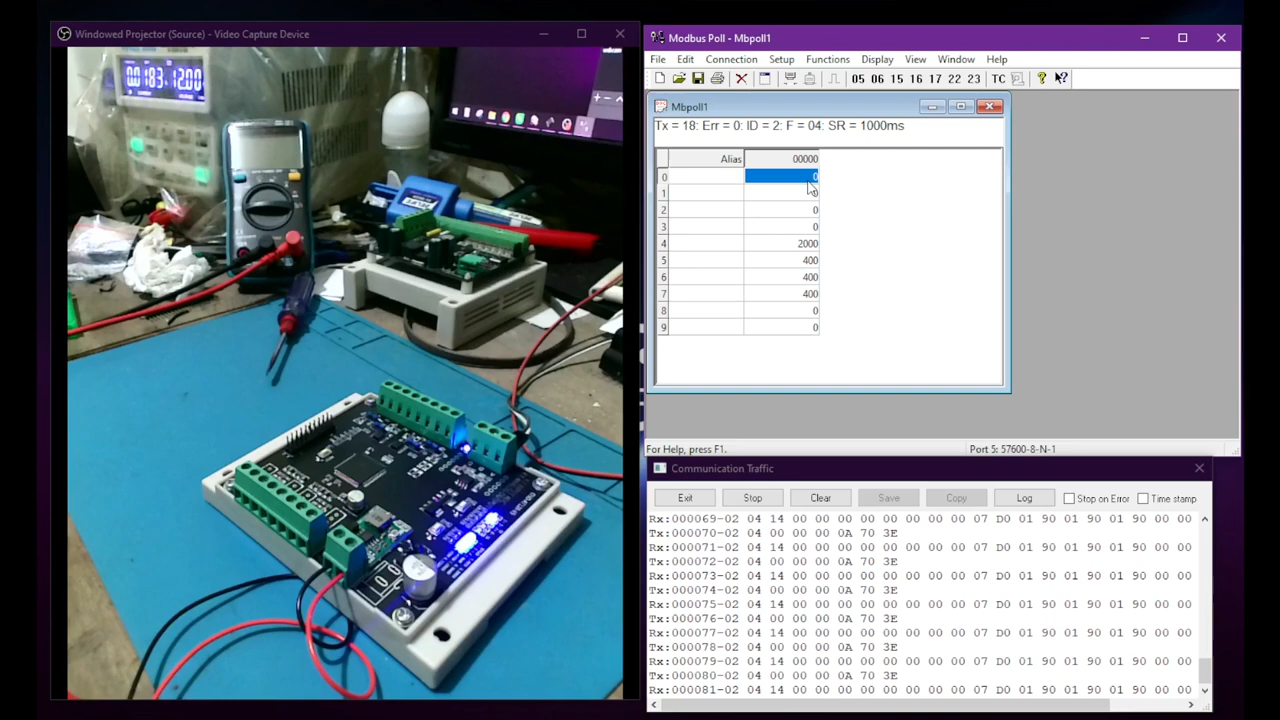 Windowed Projector (Source) - Video Capture Device
0.0183 12.00
Modbus Poll - Mbpoll1
File Edit Connection Setup Functions Display View Window Help
05 06 15 16 17 22 23 TC
Mbpoll1
Tx = 18: Err = 0: ID = 2: F = 04: SR = 1000ms
Alias 00000
0 0
1 0
2 0
3 0
4 2000
5 400
6 400
7 400
8 0
9 0
For Help, press F1. Port 5: 57600-8-N-1
Communication Traffic
Exit Stop Clear Save Copy Log Stop on Error Time stamp
Rx:000069-02 04 14 00 00 00 00 00 00 00 00 07 D0 01 90 01 90 01 90 00 00
Tx:000070-02 04 00 00 00 0A 70 3E
Rx:000071-02 04 14 00 00 00 00 00 00 00 00 07 D0 01 90 01 90 01 90 00 00
Tx:000072-02 04 00 00 00 0A 70 3E
Rx:000073-02 04 14 00 00 00 00 00 00 00 00 07 D0 01 90 01 90 01 90 00 00
Tx:000074-02 04 00 00 00 0A 70 3E
Rx:000075-02 04 14 00 00 00 00 00 00 00 00 07 D0 01 90 01 90 01 90 00 00
Tx:000076-02 04 00 00 00 0A 70 3E
Rx:000077-02 04 14 00 00 00 00 00 00 00 00 07 D0 01 90 01 90 01 90 00 00
Tx:000078-02 04 00 00 00 0A 70 3E
Rx:000079-02 04 14 00 00 00 00 00 00 00 00 07 D0 01 90 01 90 01 90 00 00
Tx:000080-02 04 00 00 00 0A 70 3E
Rx:000081-02 04 14 00 00 00 00 00 00 00 00 07 D0 01 90 01 90 01 90 00 00